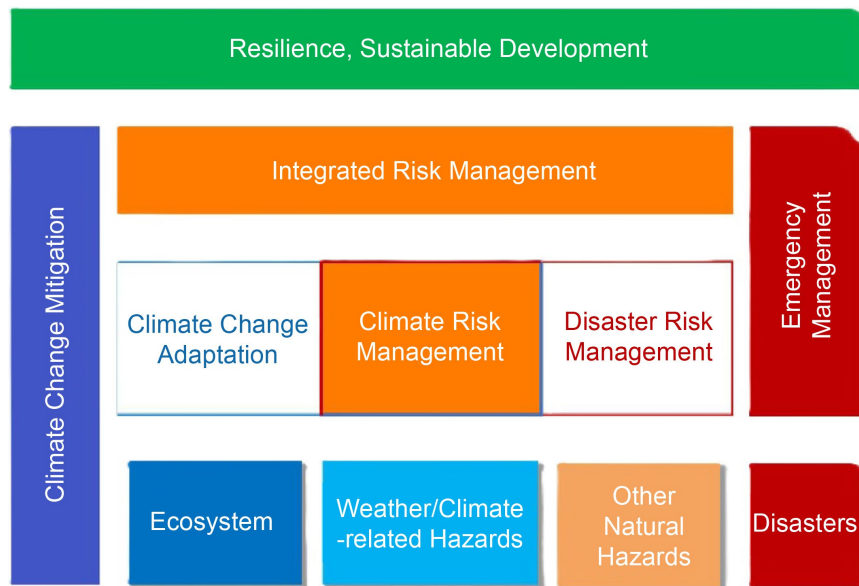 Resilience, Sustainable Development
Climate Change Mitigation
Integrated Risk Management
Emergency
Management
Climate Change
Adaptation
Climate Risk
Management
Disaster Risk
Management
Ecosystem
Weather/Climate
-related Hazards
Other
Natural
Hazards
Disasters